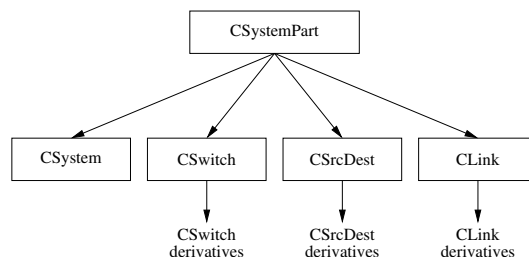 CSystemPart
CSystem
CSwitch
CSrcDest
CLink
CSwitch
derivatives
CSrcDest
derivatives
CLink
derivatives